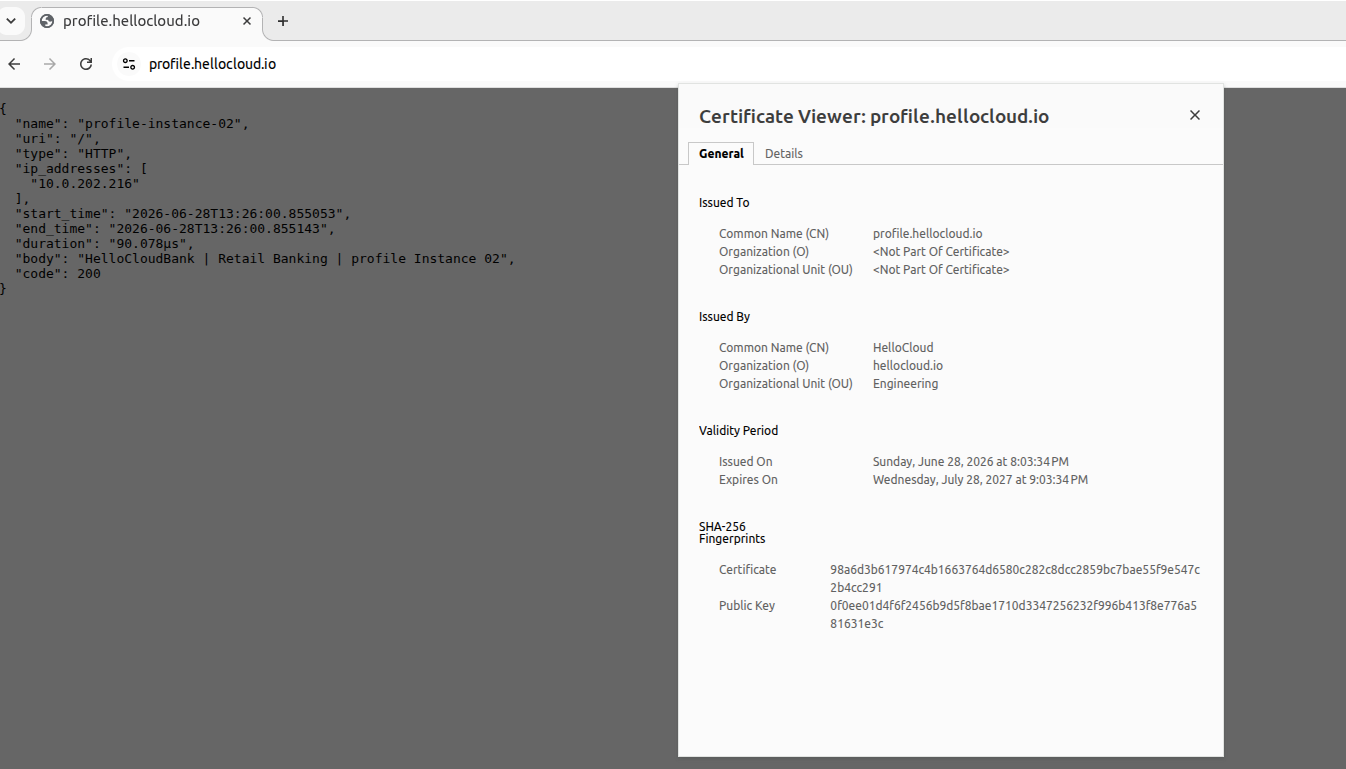 profile.hellocloud.io
profile.hellocloud.io
{
"name": "profile-instance-02",
"uri": "/",
"type": "HTTP",
"ip_addresses": [
"10.0.202.216"
],
"start_time": "2026-06-28T13:26:00.855053",
"end_time": "2026-06-28T13:26:00.855143",
"duration": "90.078µs",
"body": "HelloCloudBank | Retail Banking | profile Instance 02",
"code": 200
}
Certificate Viewer: profile.hellocloud.io
General Details
Issued To
Common Name (CN) profile.hellocloud.io
Organization (O) <Not Part Of Certificate>
Organizational Unit (OU) <Not Part Of Certificate>
Issued By
Common Name (CN) HelloCloud
Organization (O) hellocloud.io
Organizational Unit (OU) Engineering
Validity Period
Issued On Sunday, June 28, 2026 at 8:03:34 PM
Expires On Wednesday, July 28, 2027 at 9:03:34 PM
SHA-256
Fingerprints
Certificate 98a6d3b617974c4b1663764d6580c282c8dcc2859bc7bae55f9e547c
2b4cc291
Public Key 0f0ee01d4f6f2456b9d5f8bae1710d3347256232f996b413f8e776a5
81631e3c